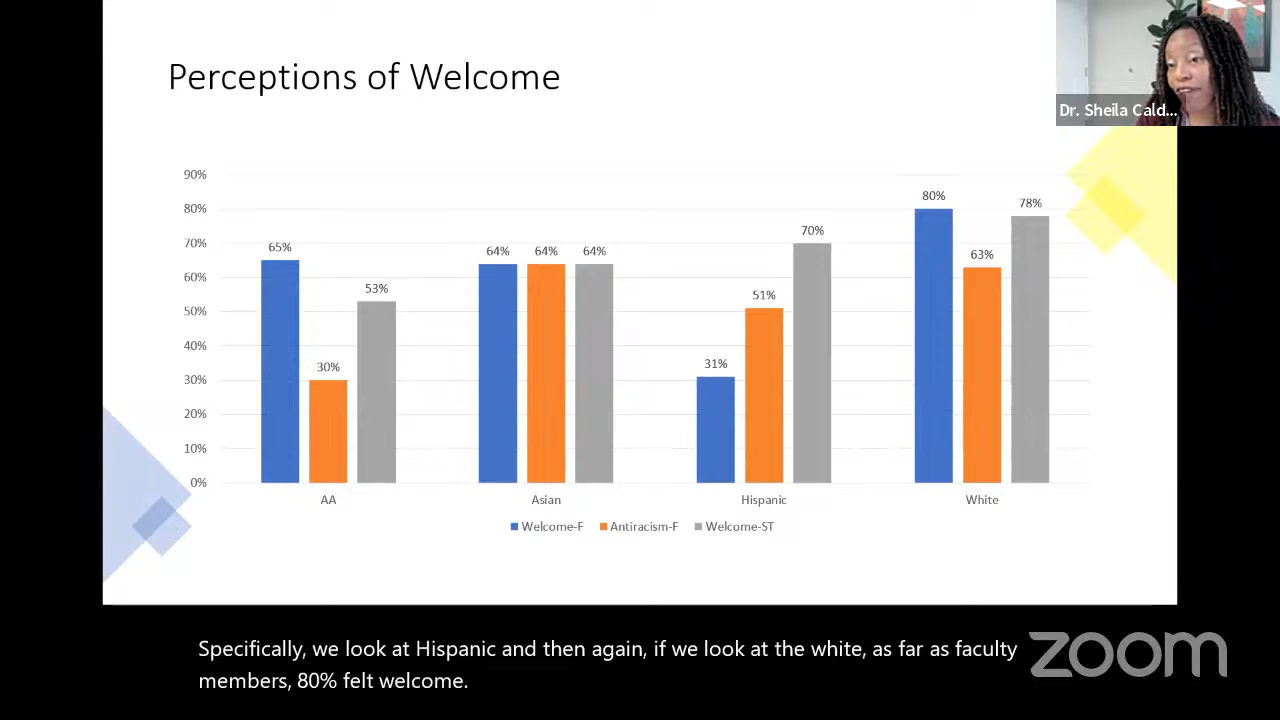 Perceptions of Welcome
Dr. Sheila Cald...
90%
80%
70%
60%
50%
40%
30%
20%
10%
0%
65%
30%
53%
64%
64%
64%
31%
51%
70%
80%
63%
78%
AA
Asian
Hispanic
White
Welcome-F
Antiracism-F
Welcome-ST
Specifically, we look at Hispanic and then again, if we look at the white, as far as faculty
members, 80% felt welcome.
zoom